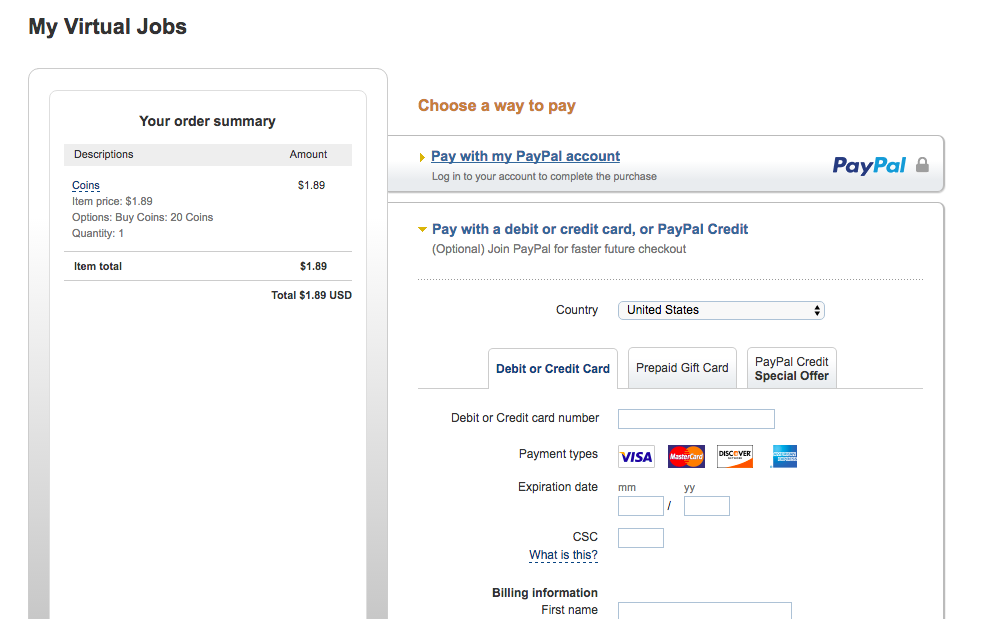 My Virtual Jobs
Your order summary
Descriptions Amount
Coins $1.89
Item price: $1.89
Options: Buy Coins: 20 Coins
Quantity: 1
Item total $1.89
Total $1.89 USD
Choose a way to pay
Pay with my PayPal account
Log in to your account to complete the purchase
PayPal
Pay with a debit or credit card, or PayPal Credit
(Optional) Join PayPal for faster future checkout
Country United States
Debit or Credit Card
Prepaid Gift Card
PayPal Credit
Special Offer
Debit or Credit card number
Payment types VISA MasterCard DISCOVER
Expiration date mm yy
/
CSC
What is this?
Billing information
First name